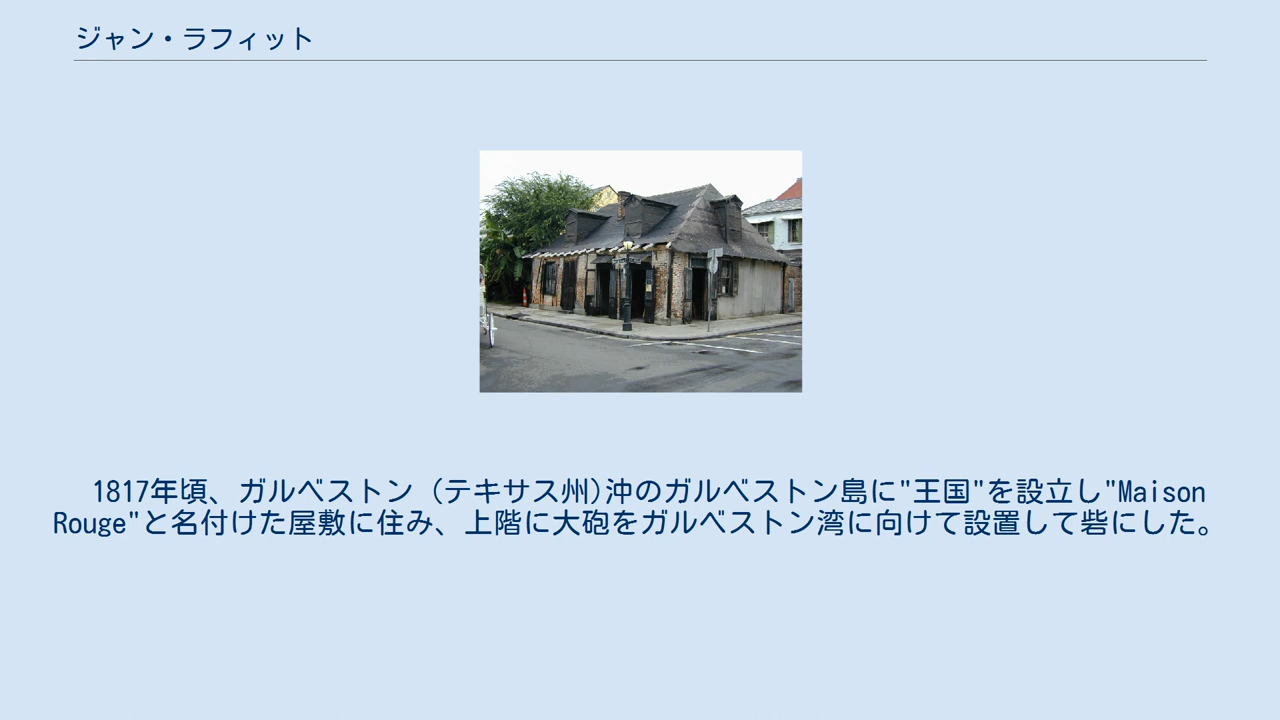 ジャン・ラフィット
1817年頃、ガルベストン (テキサス州)沖のガルベストン島に"王国"を設立し"Maison
Rouge"と名付けた屋敷に住み、上階に大砲をガルベストン湾に向けて設置して砦にした。